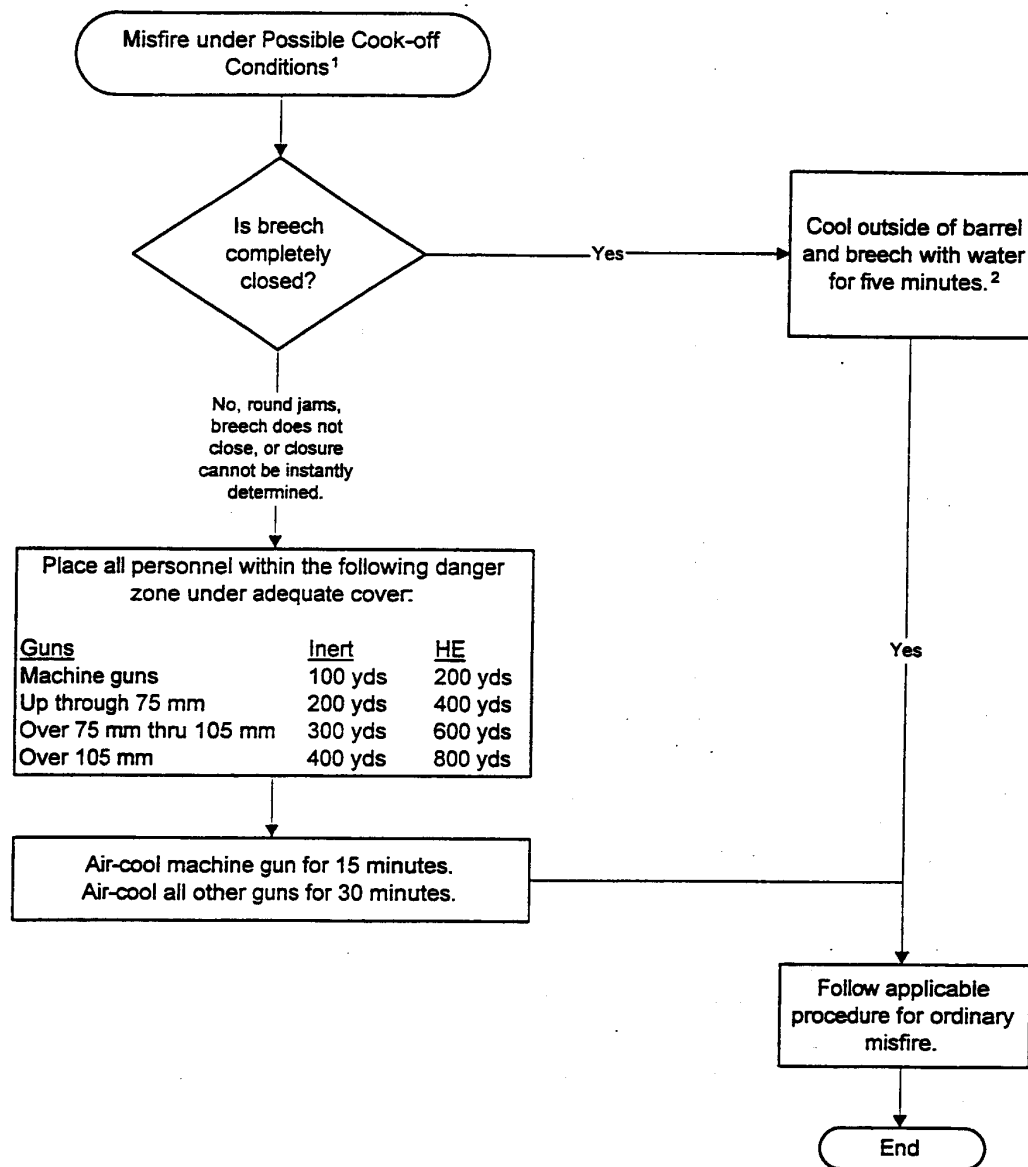 Misfire under Possible Cook-off
Conditions¹
Is breech
completely
closed?
Yes
Cool outside of barrel
and breech with water
for five minutes.²
No, round jams,
breech does not
close, or closure
cannot be instantly
determined.
Place all personnel within the following danger
zone under adequate cover:
Guns Inert HE
Machine guns 100 yds 200 yds
Up through 75 mm 200 yds 400 yds
Over 75 mm thru 105 mm 300 yds 600 yds
Over 105 mm 400 yds 800 yds
Yes
Air-cool machine gun for 15 minutes.
Air-cool all other guns for 30 minutes.
Follow applicable
procedure for ordinary
misfire.
End